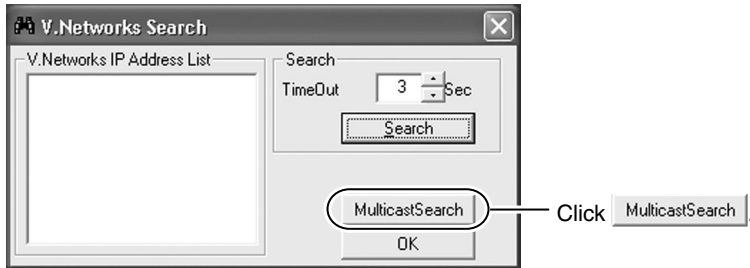 V.Networks Search
V.Networks IP Address List
Search
TimeOut 3 Sec
Search
MulticastSearch
Click MulticastSearch.
OK